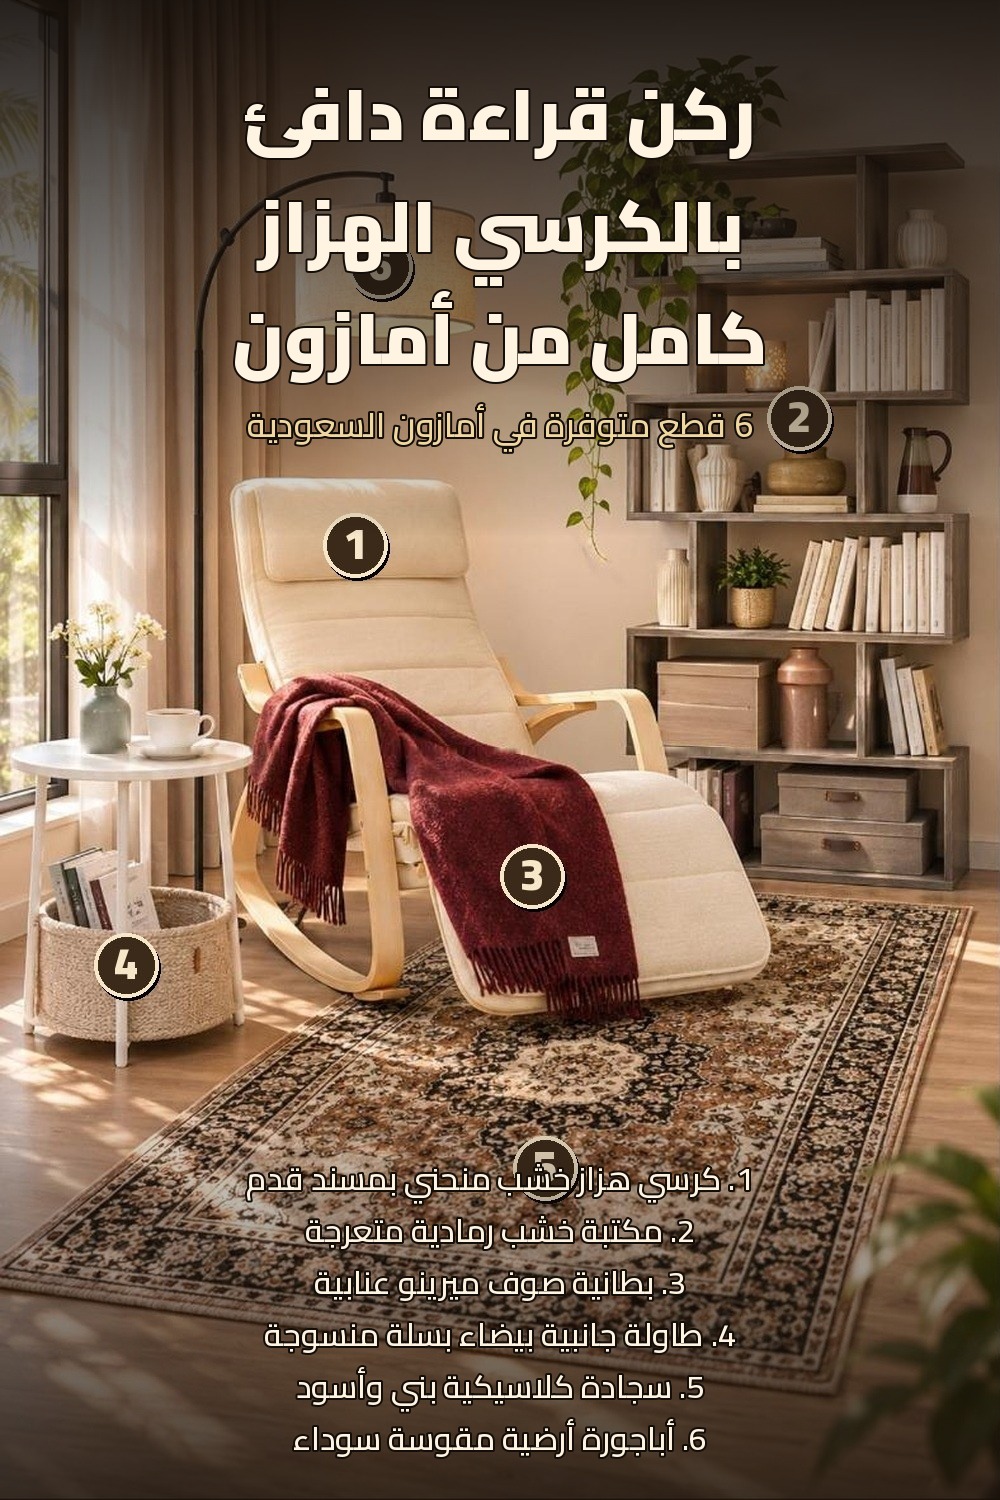 ركن قراءة دافئ
بالكرسي الهزاز
كامل من أمازون
6 قطع متوفرة في أمازون السعودية
6
2
1
3
4
5
1. كرسي هزاز خشب منحني بمسند قدم
2. مكتبة خشب رمادية متعرجة
3. بطانية صوف ميرينو عنابية
4. طاولة جانبية بيضاء بسلة منسوجة
5. سجادة كلاسيكية بني وأسود
6. أباجورة أرضية مقوسة سوداء